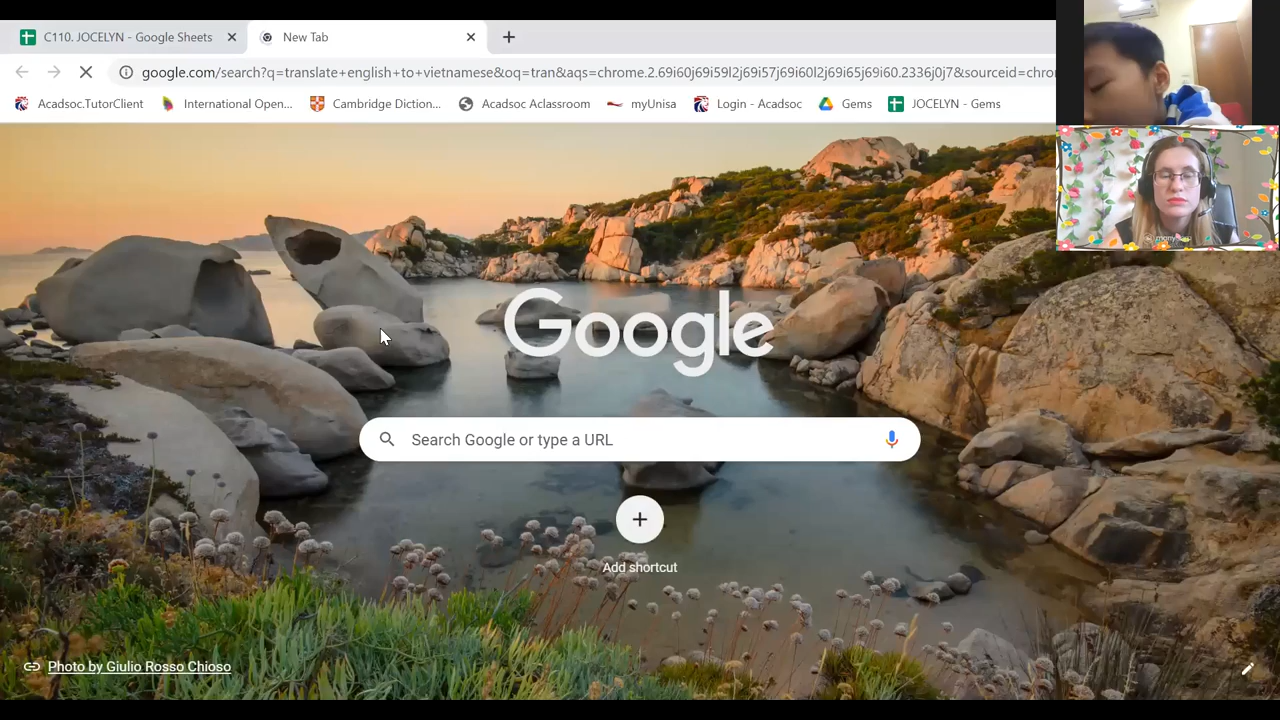 C110. JOCELYN - Google Sheets
New Tab
google.com/search?q=translate+english+to+vietnamese&oq=tran&aqs=chrome.2.69i60j69i59l2j69i57j69i60l2j69i65j69i60.2336j0j7&sourceid=chro
Acadsoc.TutorClient
International Open...
Cambridge Diction...
Acadsoc Aclassroom
myUnisa
Login - Acadsoc
Gems
JOCELYN - Gems
Google
Search Google or type a URL
Add shortcut
Photo by Giulio Rosso Chioso